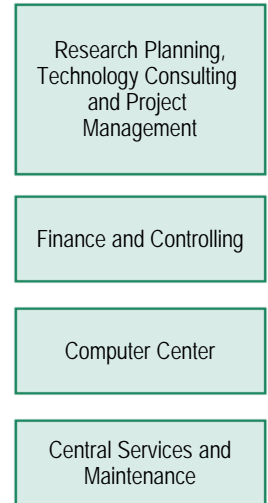 Research Planning,
Technology Consulting
and Project
Management
Finance and Controlling
Computer Center
Central Services and
Maintenance